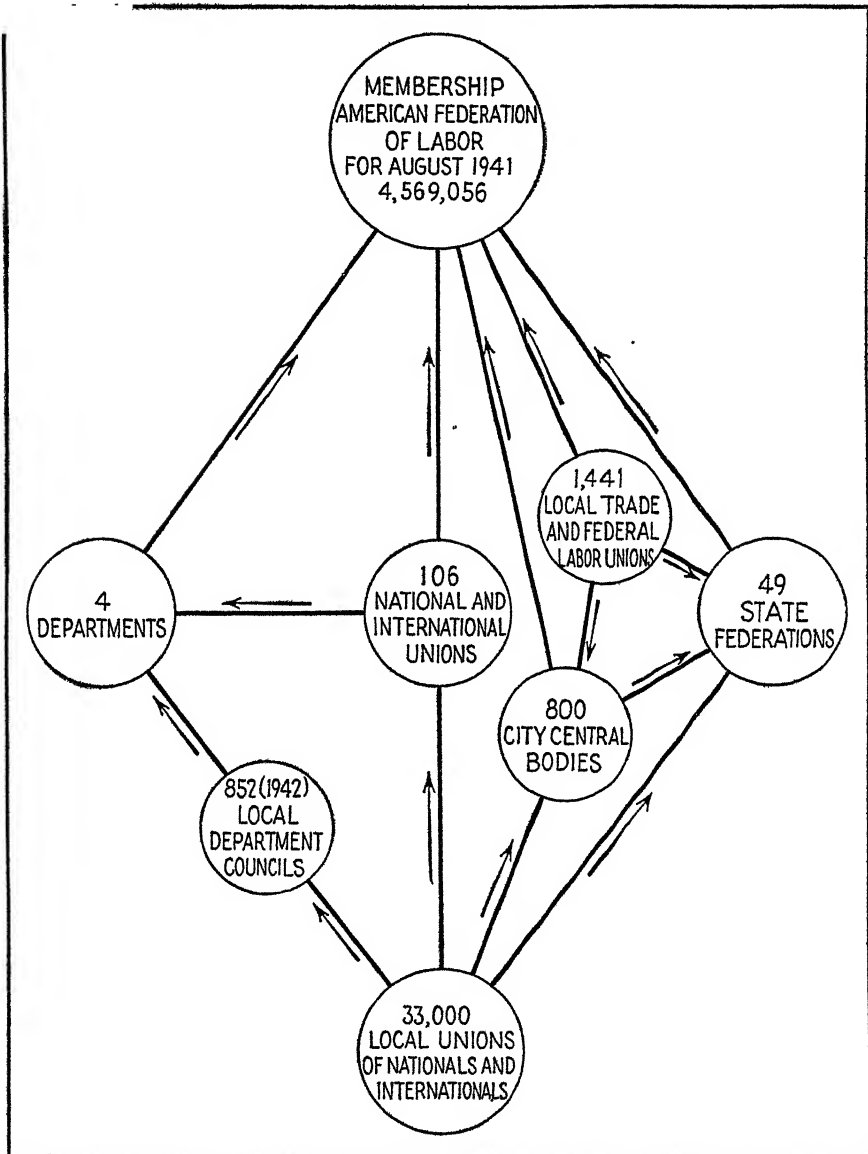 MEMBERSHIP
AMERICAN FEDERATION
OF LABOR
FOR AUGUST 1941
4,569,056
1,441
LOCAL TRADE
AND FEDERAL
LABOR UNIONS
4
DEPARTMENTS
106
NATIONAL AND
INTERNATIONAL
UNIONS
49
STATE
FEDERATIONS
800
CITY CENTRAL
BODIES
852 (1942)
LOCAL
DEPARTMENT
COUNCILS
33,000
LOCAL UNIONS
OF NATIONALS AND
INTERNATIONALS